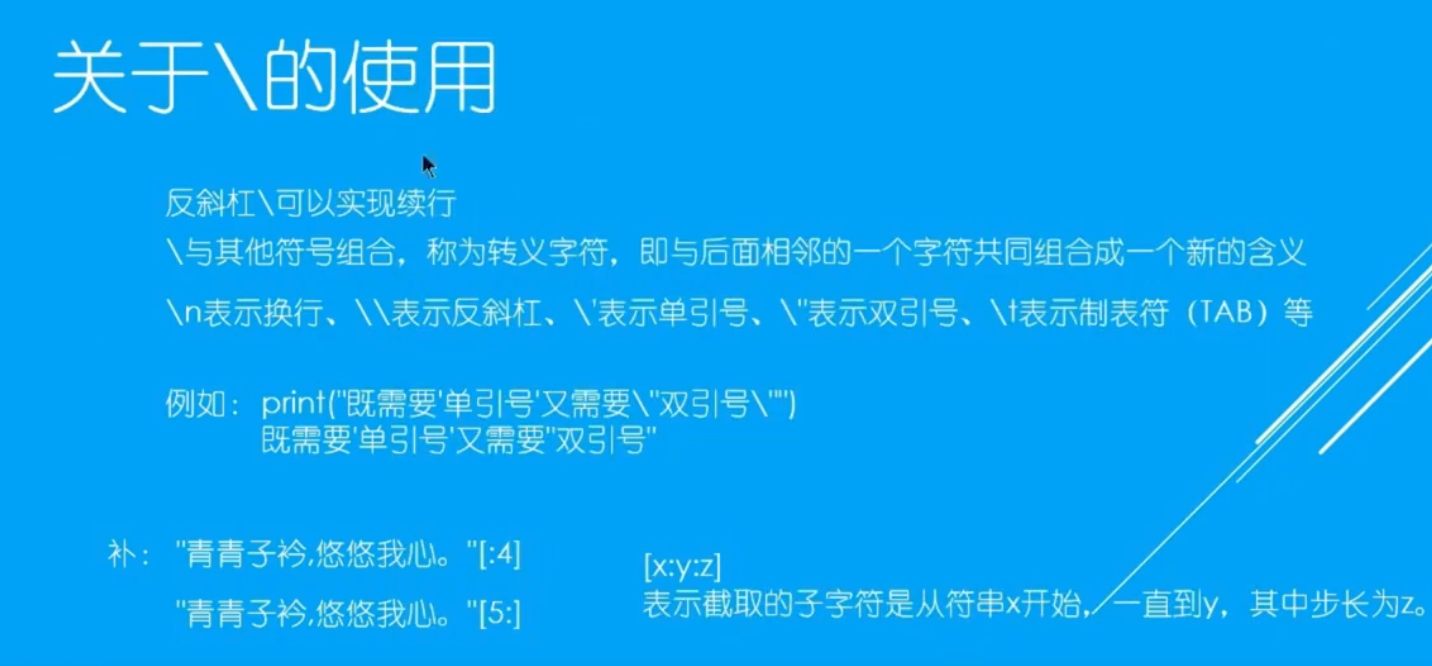 关于\的使用
反斜杠\可以实现续行
\与其他符号组合，称为转义字符，即与后面相邻的一个字符共同组合成一个新的含义
\n表示换行、\\表示反斜杠、\'表示单引号、\"表示双引号、\t表示制表符（TAB）等
例如： print("既需要'单引号'又需要\"双引号\"")
既需要'单引号'又需要"双引号"
补： "青青子衿,悠悠我心。"[:4]
"青青子衿,悠悠我心。"[5:]
[x:y:z]
表示截取的子字符是从符串x开始，一直到y，其中步长为z。